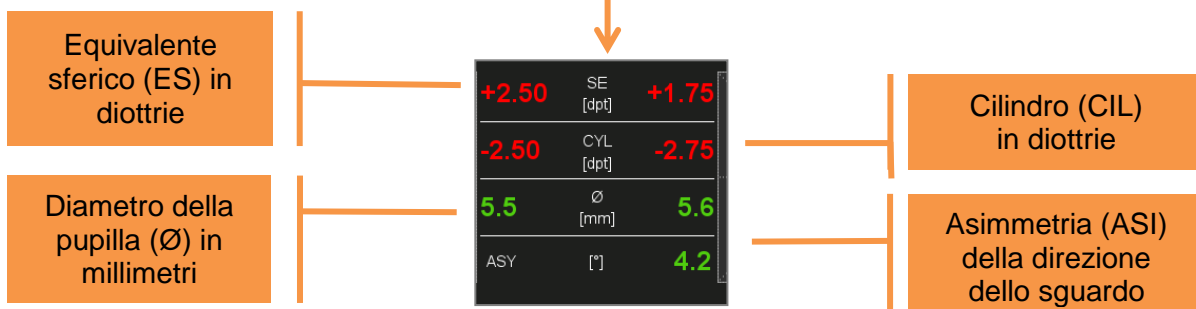 Equivalente
sferico (ES) in
diottrie
Diametro della
pupilla (Ø) in
millimetri
+2.50 SE +1.75
[dpt]
-2.50 CYL -2.75
[dpt]
5.5 Ø 5.6
[mm]
ASY [°] 4.2
Cilindro (CIL)
in diottrie
Asimmetria (ASI)
della direzione
dello sguardo